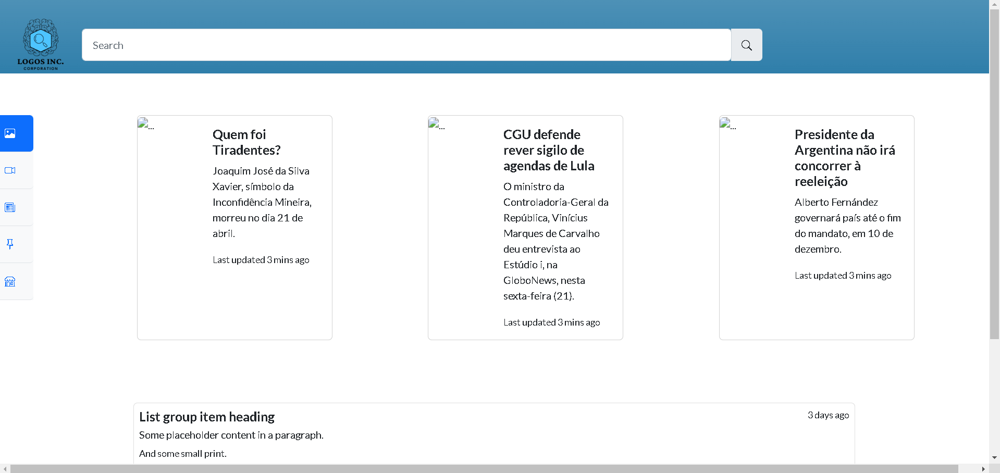 LOGOS INC.
CORPORATION
Search
...
Quem foi
Tiradentes?
Joaquim José da Silva
Xavier, símbolo da
Inconfidência Mineira,
morreu no dia 21 de
abril.
Last updated 3 mins ago
...
CGU defende
rever sigilo de
agendas de Lula
O ministro da
Controladoria-Geral da
República, Vinícius
Marques de Carvalho
deu entrevista ao
Estúdio i, na
GloboNews, nesta
sexta-feira (21).
Last updated 3 mins ago
...
Presidente da
Argentina não irá
concorrer à
reeleição
Alberto Fernández
governará país até o fim
do mandato, em 10 de
dezembro.
Last updated 3 mins ago
List group item heading
3 days ago
Some placeholder content in a paragraph.
And some small print.